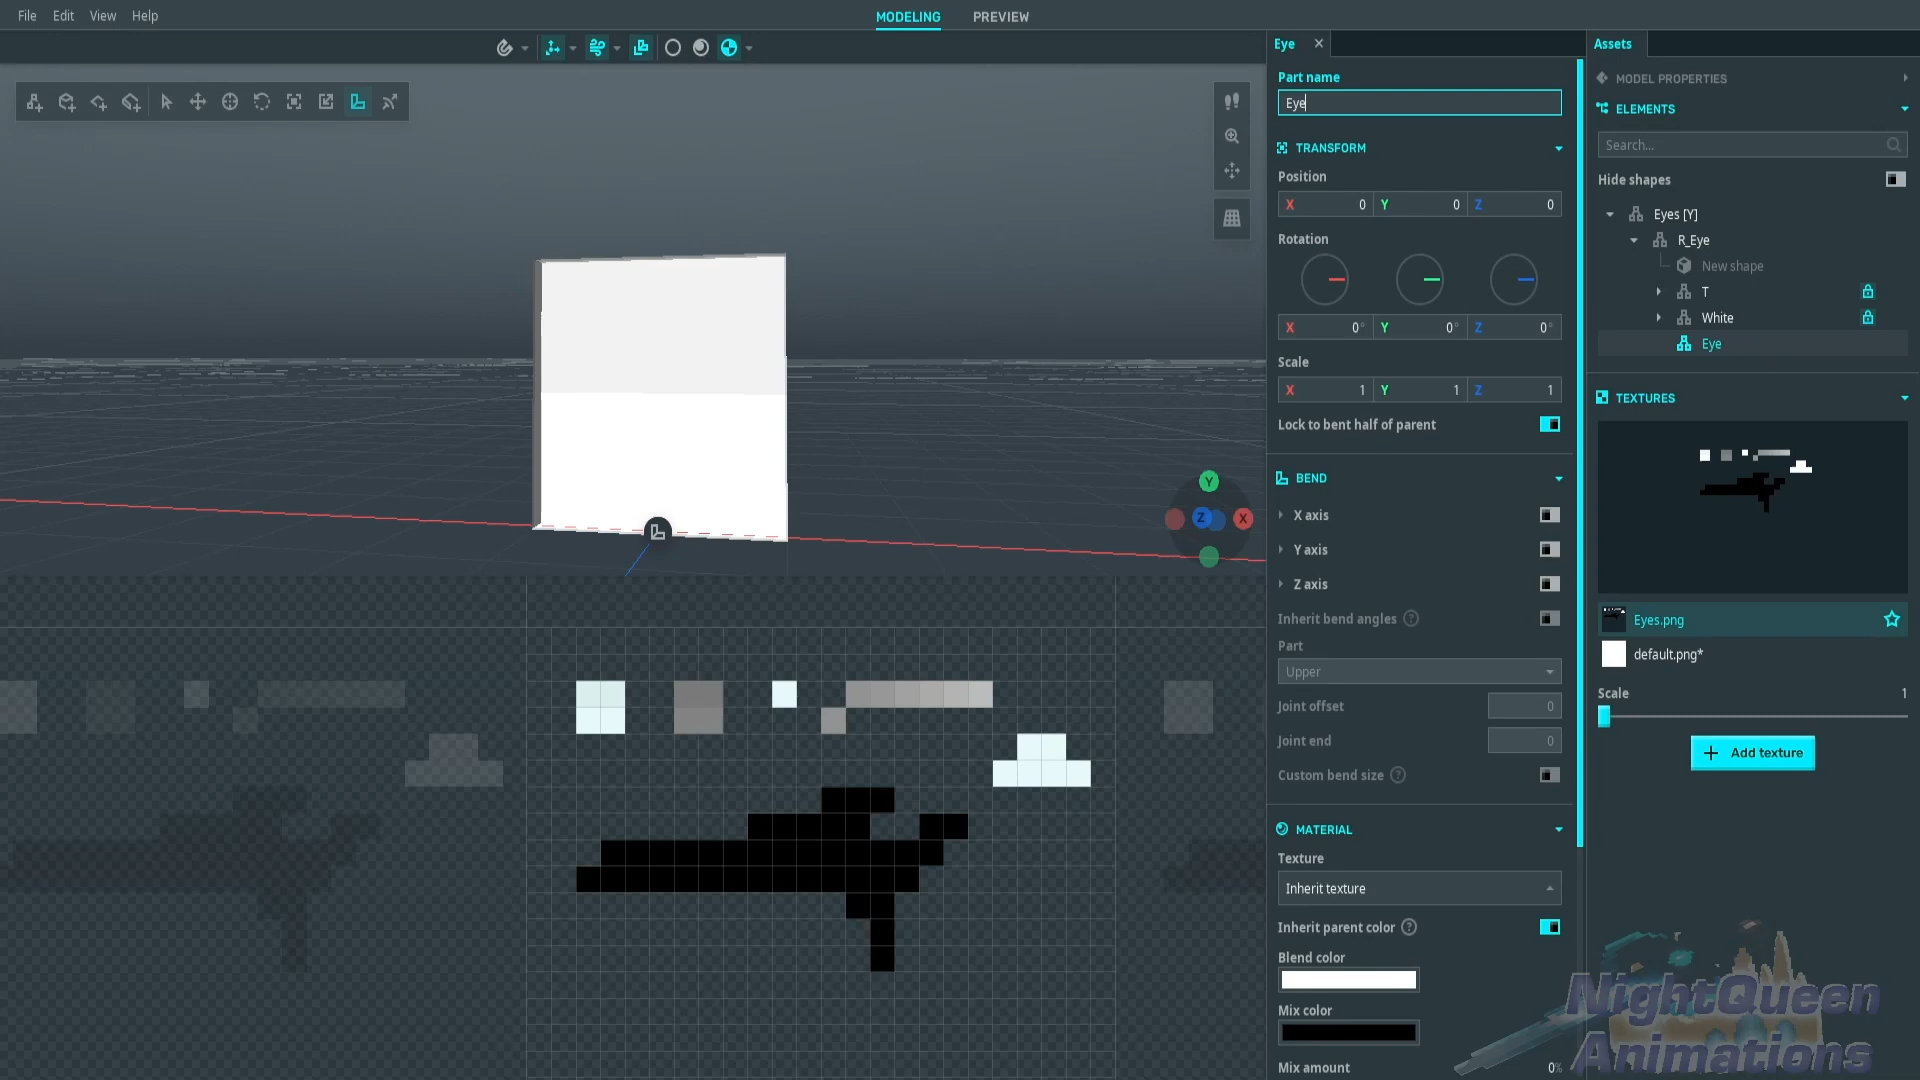 File Edit View Help
MODELING PREVIEW
Eye
Assets
Part name
Eye
TRANSFORM
Position
X 0 Y 0 Z 0
Rotation
X 0° Y 0° Z 0°
Scale
X 1 Y 1 Z 1
Lock to bent half of parent
BEND
X axis
Y axis
Z axis
Inherit bend angles ?
Part
Upper
Joint offset 0
Joint end 0
Custom bend size ?
MATERIAL
Texture
Inherit texture
Inherit parent color ?
Blend color
Mix color
Mix amount 0%
MODEL PROPERTIES
ELEMENTS
Search...
Hide shapes
Eyes [Y]
R_Eye
New shape
T
White
Eye
TEXTURES
Eyes.png
default.png*
Scale 1
+ Add texture
Y
Z X
NightQueen
Animations